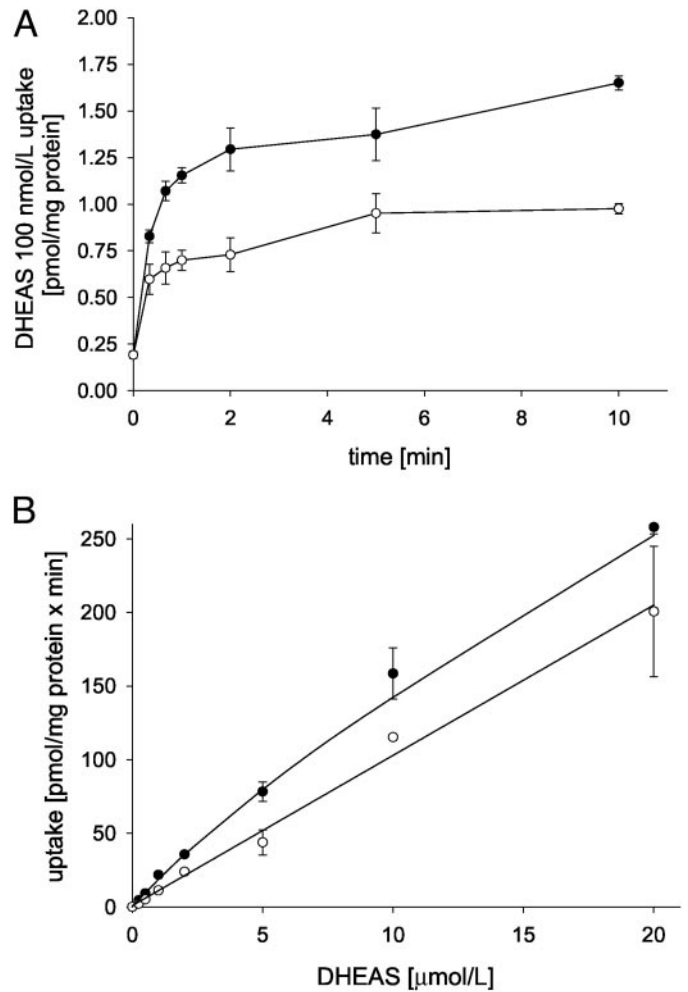 A
DHEAS 100 nmol/L uptake
[pmol/mg protein]
2.00
1.75
1.50
1.25
1.00
0.75
0.50
0.25
0.00
0 2 4 6 8 10
time [min]
B
uptake [pmol/mg protein x min]
250
200
150
100
50
0
0 5 10 15 20
DHEAS [μmol/L]